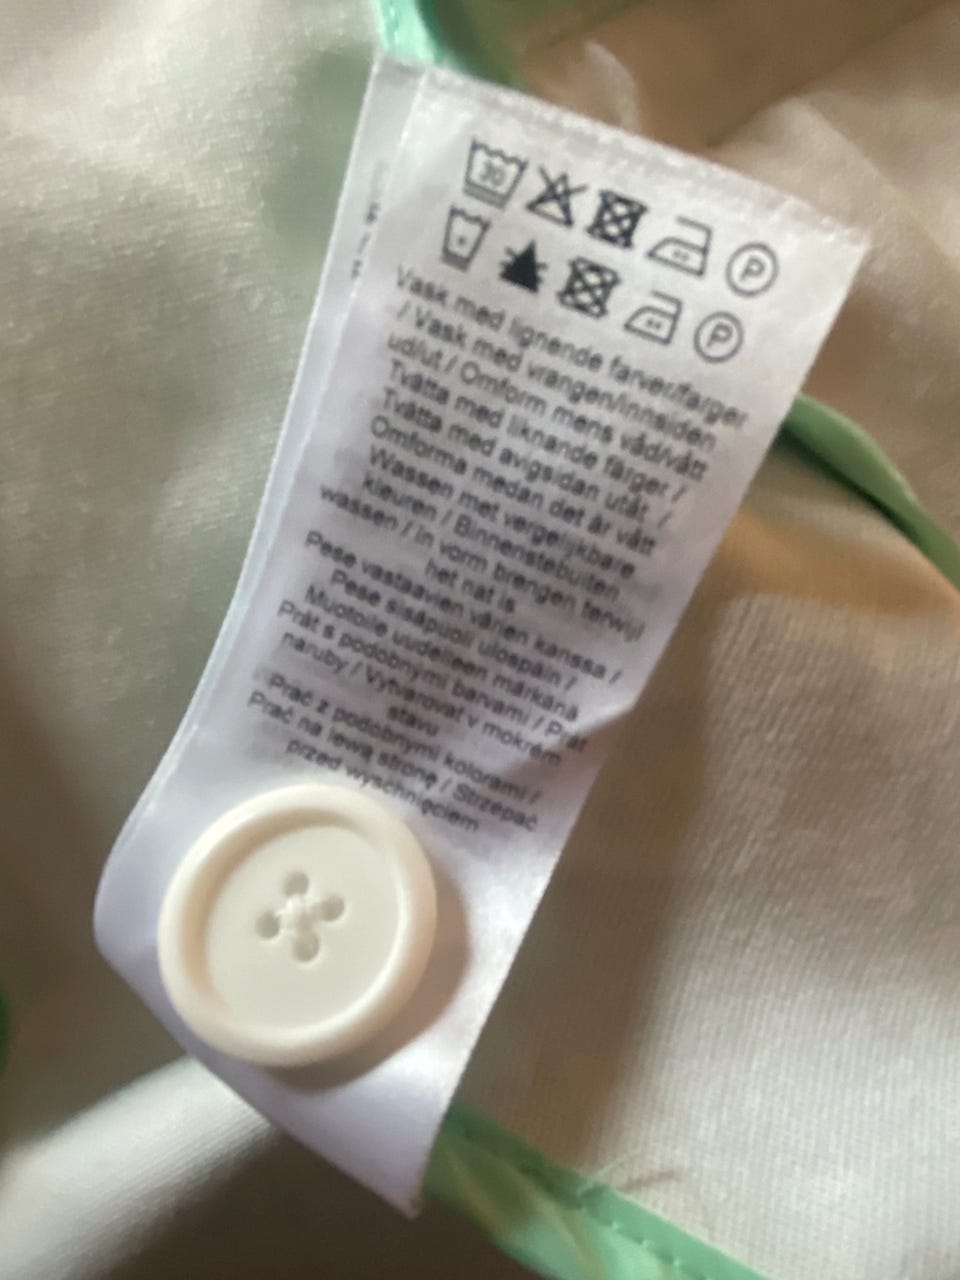 30 P
P
Vask med lignende farver/farger
/ Vask med vrangen/innsiden
ud/ut / Omform mens våd/vått
Tvätta med liknande färger /
Tvätta med avigsidan utåt /
Omforma medan det är vått
Wassen met vergelijkbare
kleuren / Binnenstebuiten
wassen / In vorm brengen terwijl
het nat is
Pese vastaavien värien kanssa /
Pese sisäpuoli ulospäin /
Muotoile uudelleen märkänä
Prát s podobnými barvami / Prát
naruby / Vytvarovat v mokrém
stavu
Prać z podobnymi kolorami /
Prać na lewą stronę / Strzepać
przed wyschnięciem